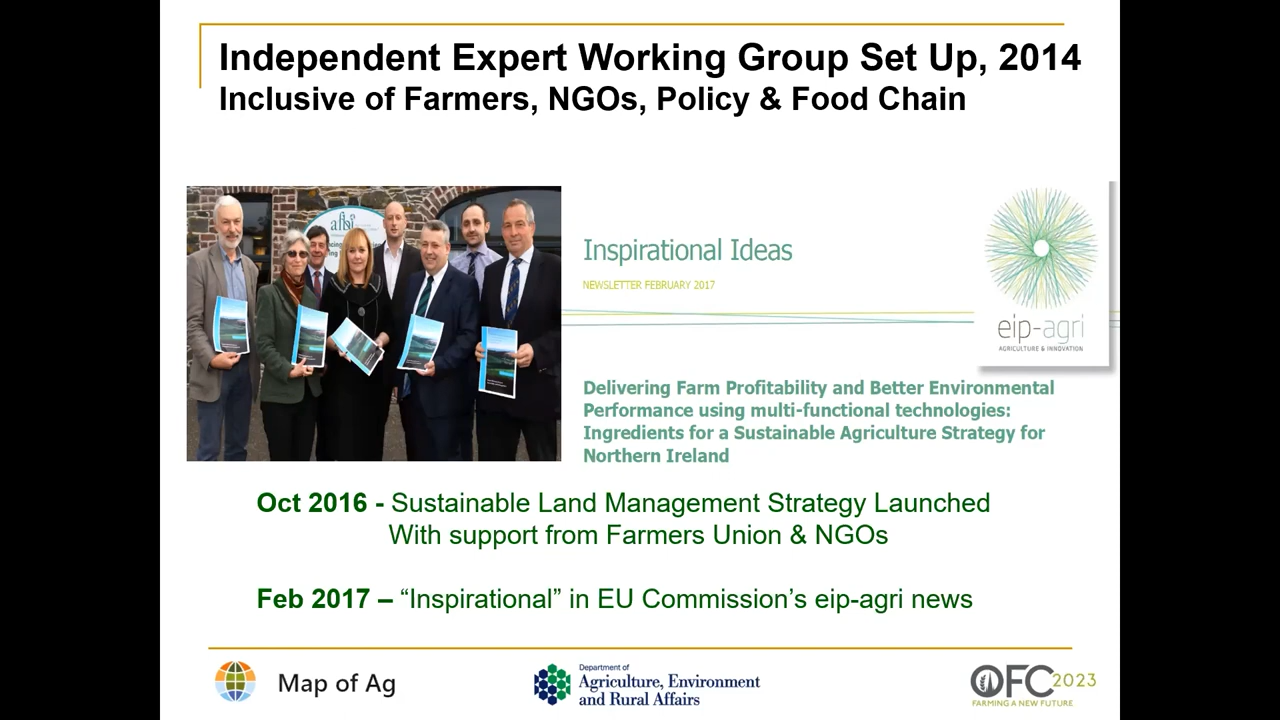 Independent Expert Working Group Set Up, 2014
Inclusive of Farmers, NGOs, Policy & Food Chain
afbi
Inspirational Ideas
NEWSLETTER FEBRUARY 2017
eip-agri
AGRICULTURE & INNOVATION
Delivering Farm Profitability and Better Environmental
Performance using multi-functional technologies:
Ingredients for a Sustainable Agriculture Strategy for
Northern Ireland
Oct 2016 - Sustainable Land Management Strategy Launched
With support from Farmers Union & NGOs
Feb 2017 – “Inspirational” in EU Commission’s eip-agri news
Map of Ag
Department of
Agriculture, Environment
and Rural Affairs
OFC 2023
FARMING A NEW FUTURE